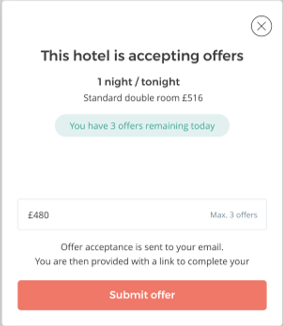 This hotel is accepting offers
1 night / tonight
Standard double room £516
You have 3 offers remaining today
£480 Max. 3 offers
Offer acceptance is sent to your email.
You are then provided with a link to complete your
Submit offer